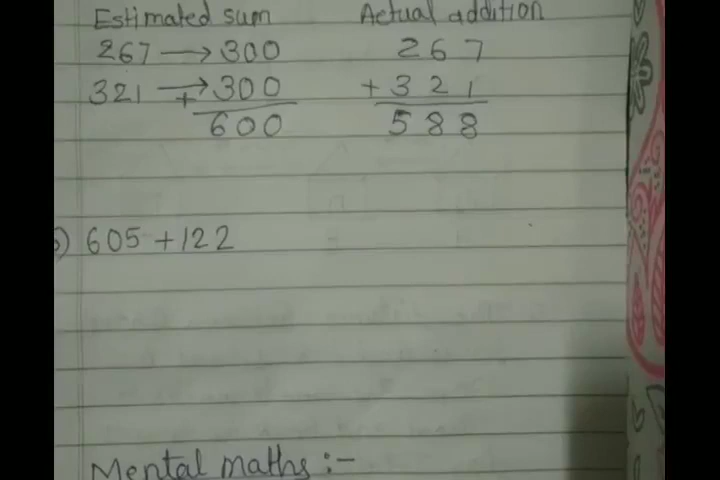 Estimated sum Actual addition
267 → 300 267
321 → + 300 + 321
600 588
) 605 + 122
Mental maths :-